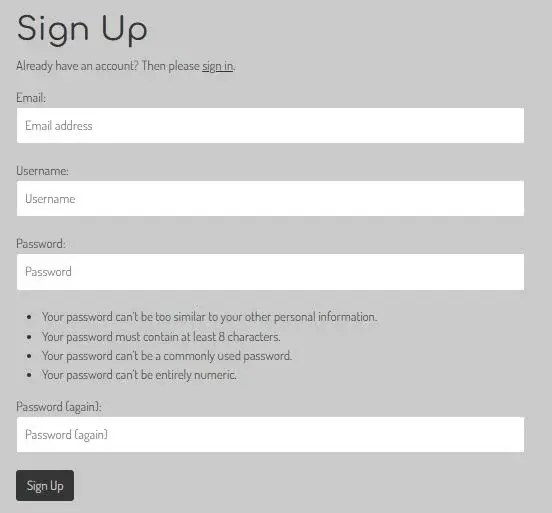 Sign Up
Already have an account? Then please sign in.
Email:
Email address
Username:
Username
Password:
Password
• Your password can't be too similar to your other personal information.
• Your password must contain at least 8 characters.
• Your password can't be a commonly used password.
• Your password can't be entirely numeric.
Password (again):
Password (again)
Sign Up